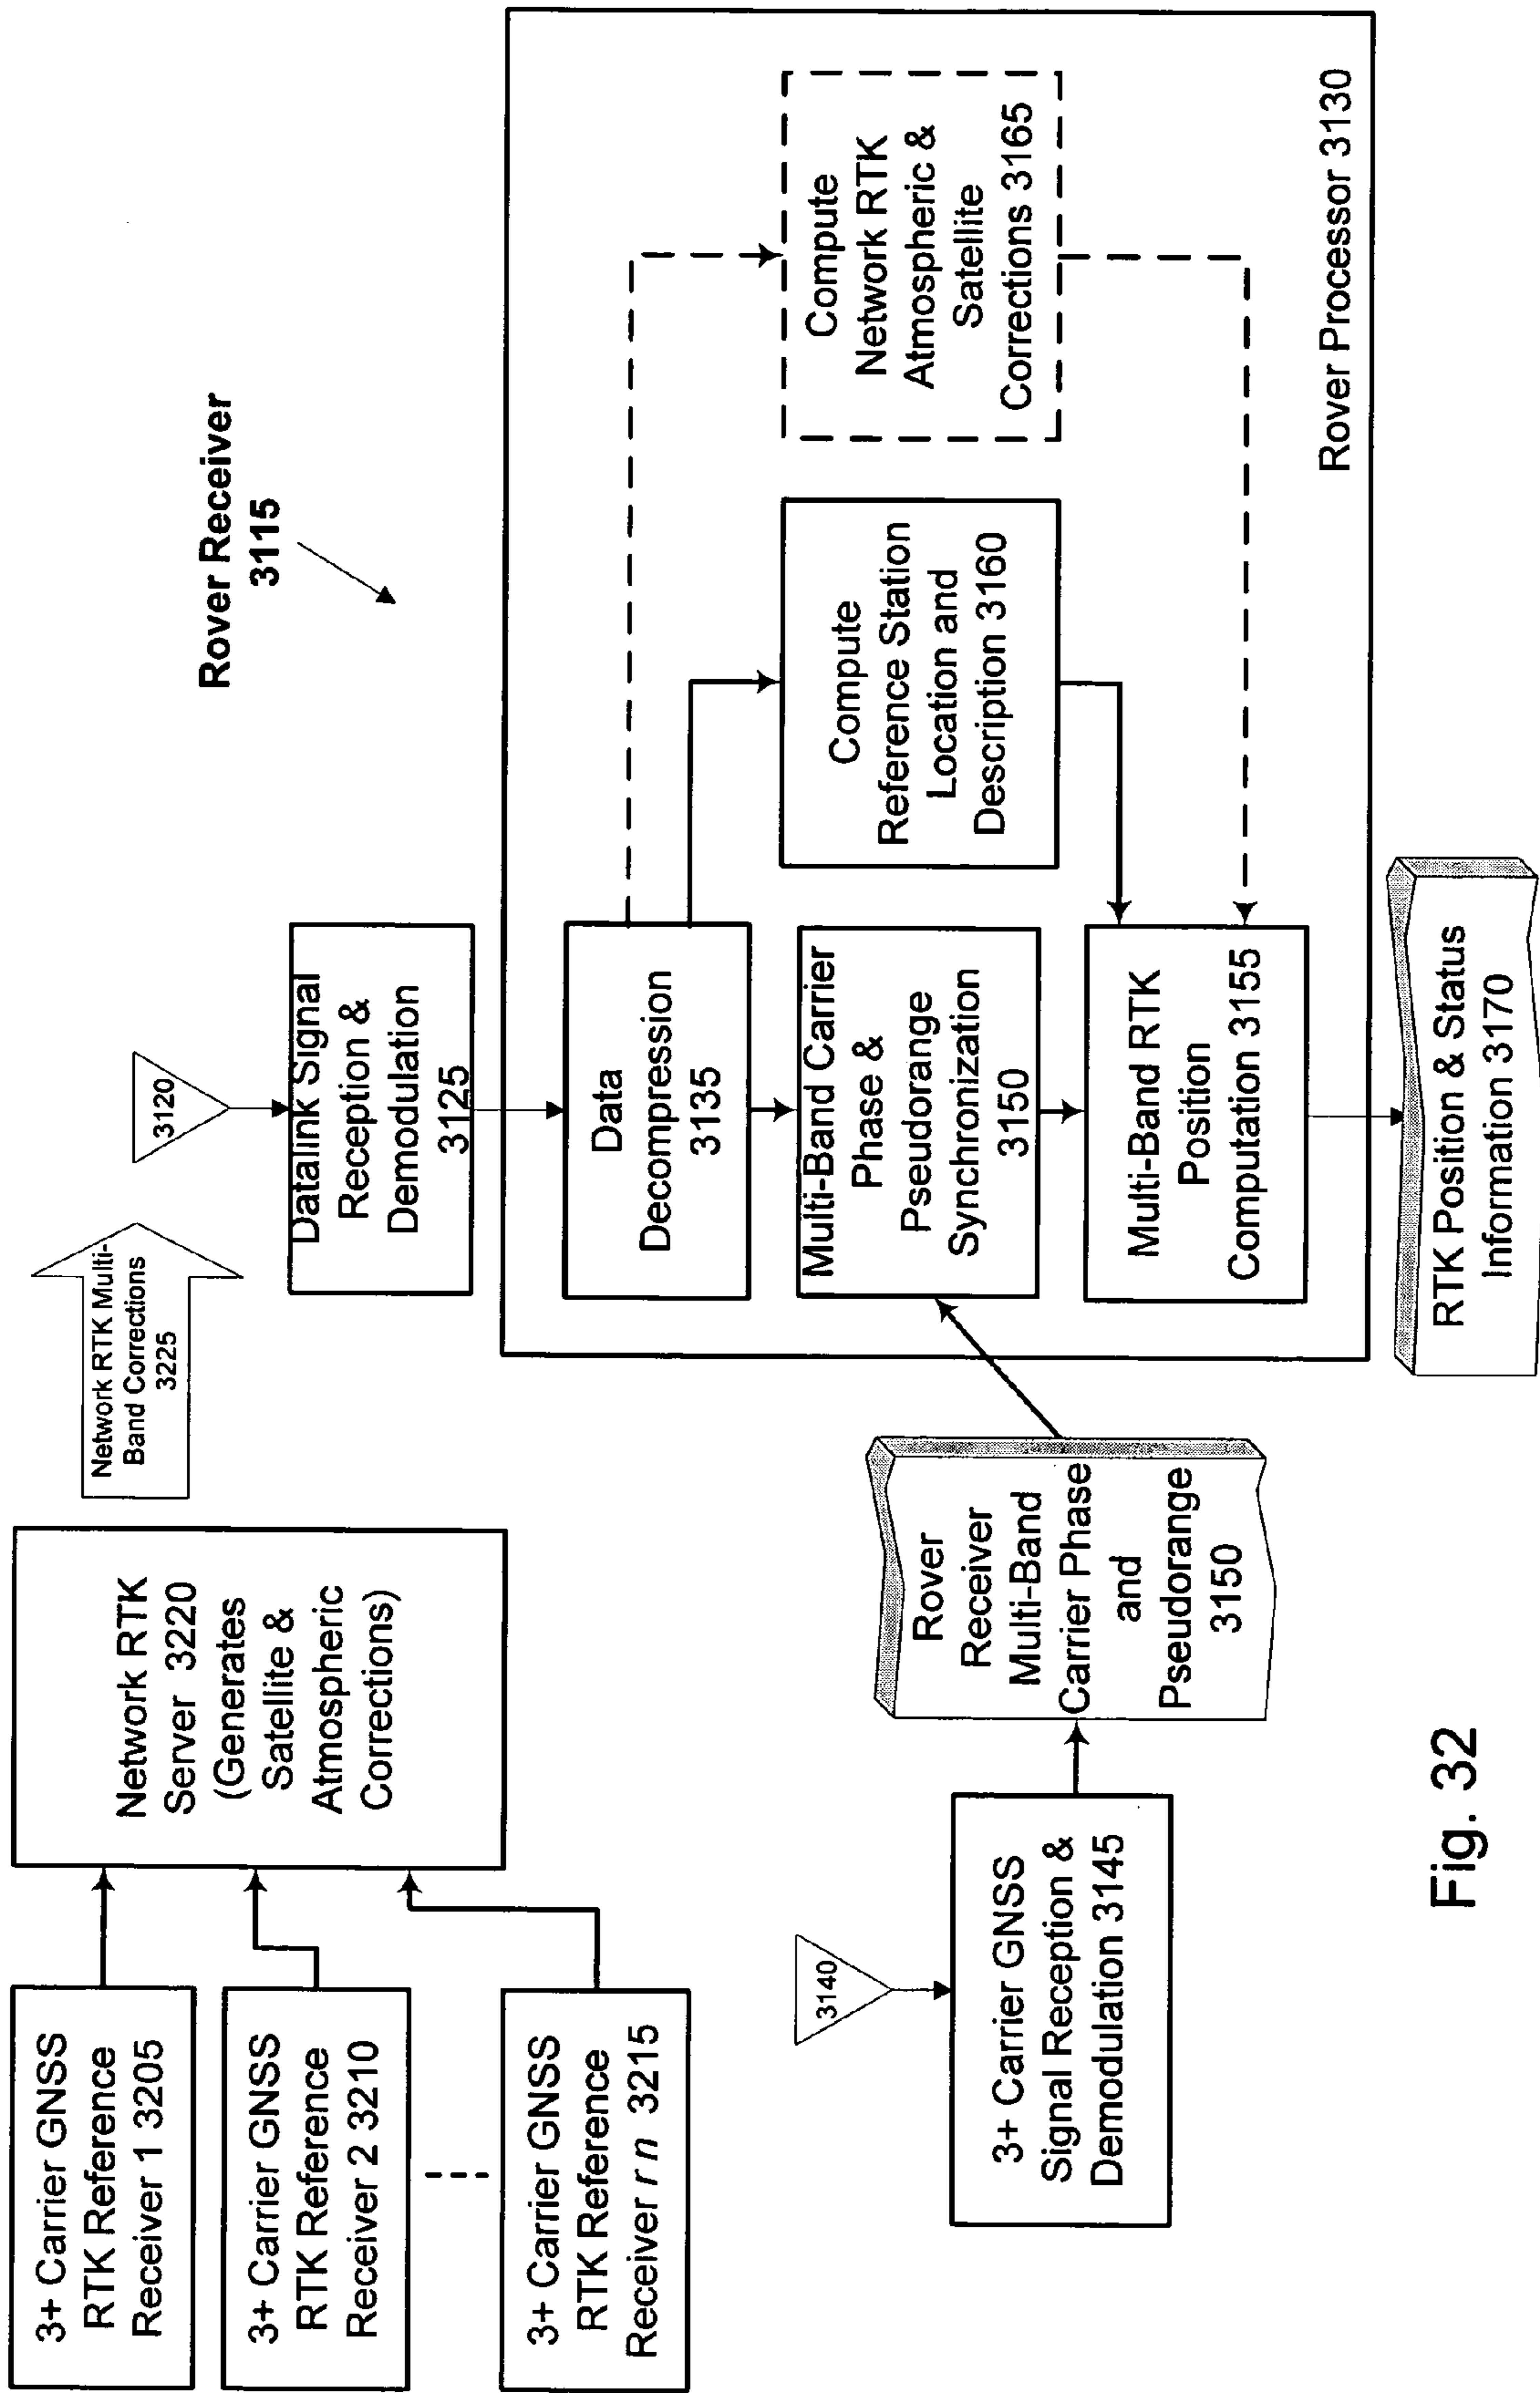 3+ Carrier GNSS
RTK Reference
Receiver 1 3205
3+ Carrier GNSS
RTK Reference
Receiver 2 3210
3+ Carrier GNSS
RTK Reference
Receiver r n 3215
Network RTK
Server 3220
(Generates
Satellite &
Atmospheric
Corrections)
Network RTK Multi-
Band Corrections
3225
Rover Receiver
3115
3120
Datalink Signal
Reception &
Demodulation
3125
Data
Decompression
3135
Multi-Band Carrier
Phase &
Pseudorange
Synchronization
3150
Multi-Band RTK
Position
Computation 3155
Compute
Reference Station
Location and
Description 3160
Compute
Network RTK
Atmospheric &
Satellite
Corrections 3165
Rover Processor 3130
3140
3+ Carrier GNSS
Signal Reception &
Demodulation 3145
Rover
Receiver
Multi-Band
Carrier Phase
and
Pseudorange
3150
RTK Position & Status
Information 3170
Fig. 32